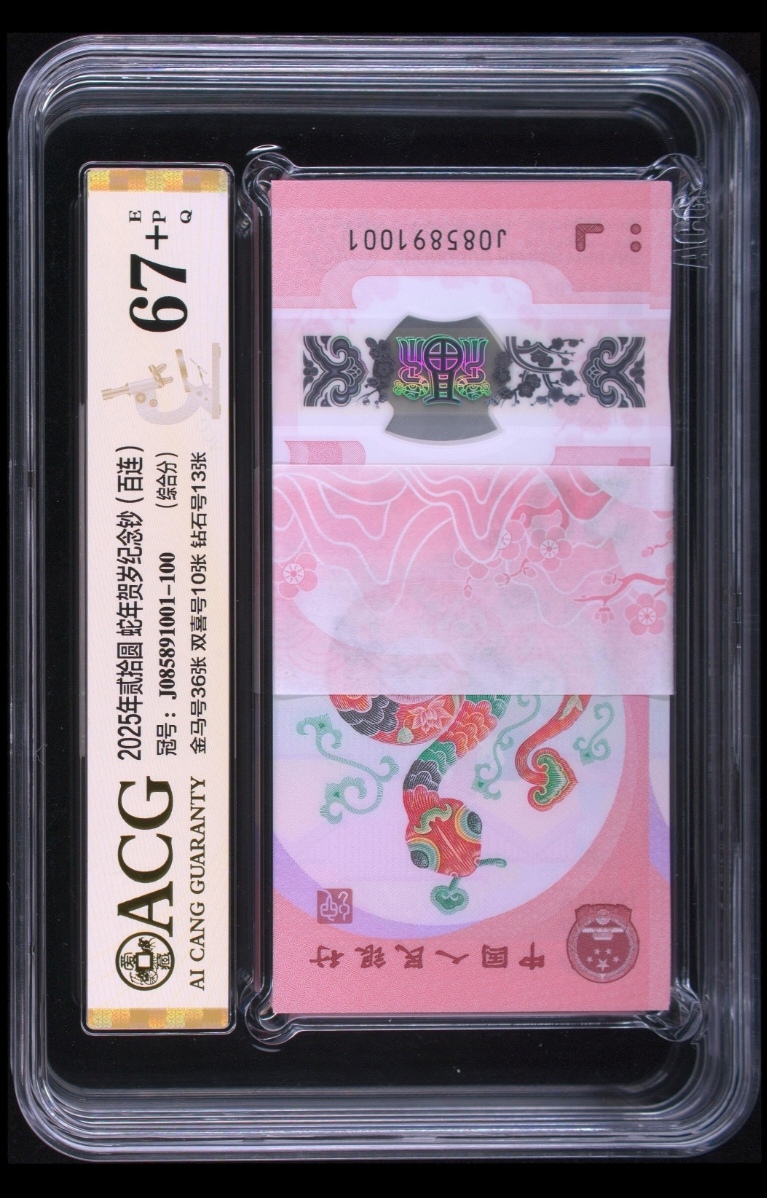 ACG
AI CANG GUARANTY
2025年贰拾圆 蛇年贺岁纪念钞（百连）
冠号：J085891001-100 （综合分）
金马号36张 双喜号10张 钻石号13张
67+
E
P
Q
J085891001
中国人民银行
ACG